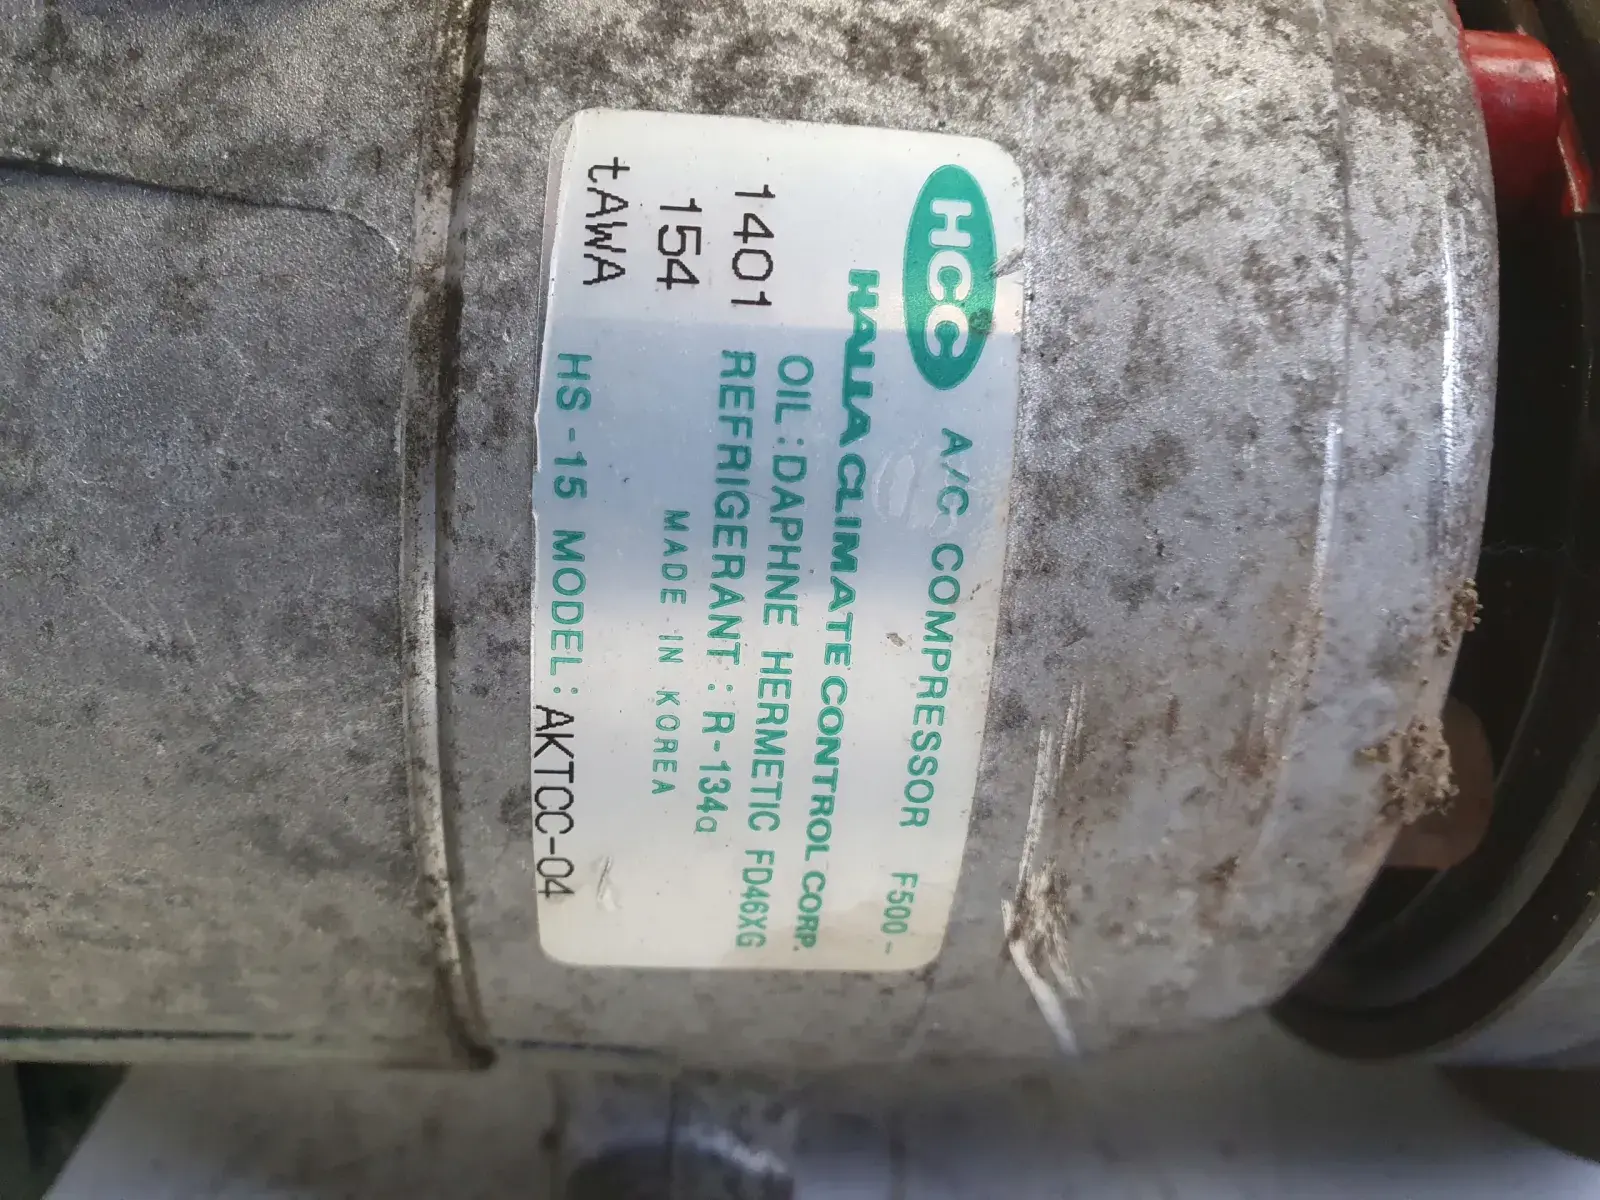 HCC A/C COMPRESSOR F500-
HALLA CLIMATE CONTROL CORP.
OIL:DAPHNE HERMETIC FD46XG
1401 REFRIGERANT:R-134a
154 MADE IN KOREA
tAWA HS-15 MODEL: AKTCC-04